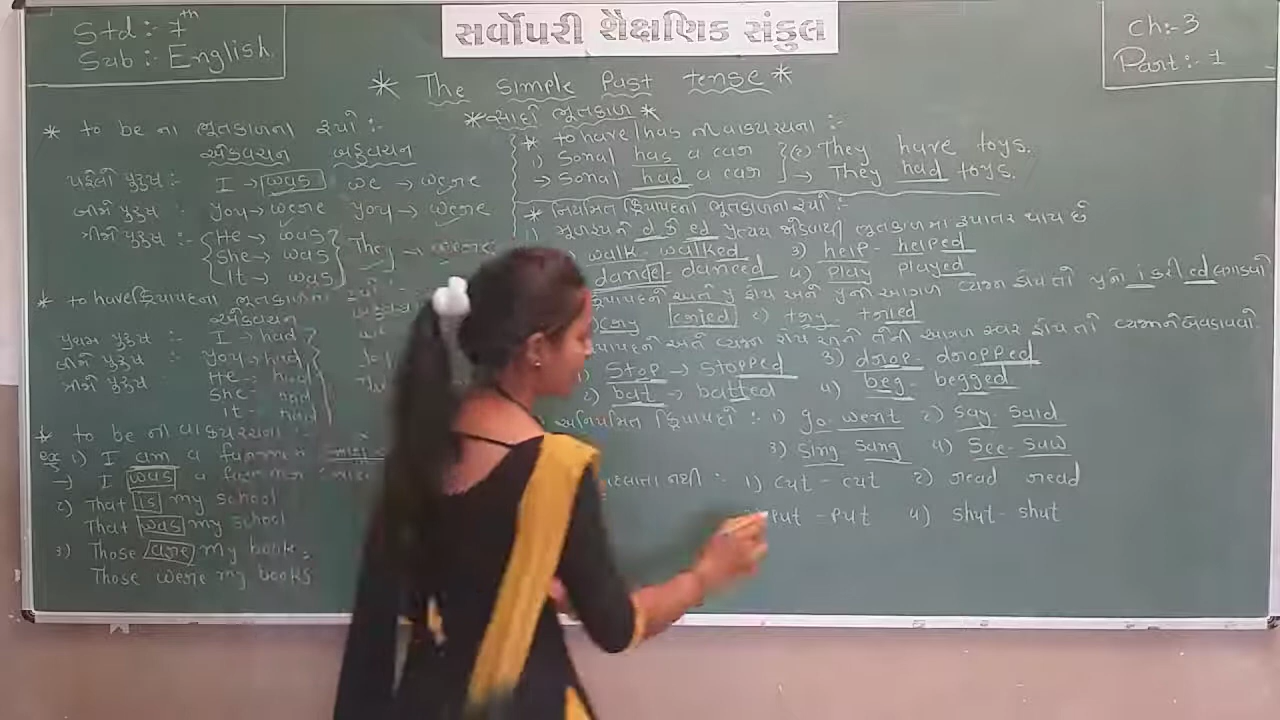 Std :- 7th
Sub :- English.
સર્વોપરી શૈક્ષણિક સંકુલ
Ch:- 3
Part :- 1
* The simple Past tense *
* સાદો ભૂતકાળ *
* to be ના ભૂતકાળના રૂપો :-
એકવચન બહુવચન
પહેલો પુરુષ :- I → was we → were
બીજો પુરુષ :- you → were you → were
ત્રીજો પુરુષ :- He → was They → were
She → was
It → was
* to have ક્રિયાપદના ભૂતકાળના રૂપો :-
એકવચન
I - had
બીજો પુરુષ :- you - had
ત્રીજો પુરુષ :- He - had
She - had
It - had
* to be ની વાક્યરચના :-
ex 1) I am a
→ I was a
2) That is my school
That was my school
3) Those are my book
Those were my books
* to have / has ની વાક્યરચના :-
1) Sonal has a car 2) They have toys.
→ Sonal had a car → They had toys.
* નિયમિત ક્રિયાપદના ભૂતકાળના રૂપો :-
1) મૂળરૂપને d કે ed પ્રત્યય જોડવાથી ભૂતકાળમાં રૂપાંતર થાય છે
walk - walked 3) help - helped
dance - danced 4) play played
ક્રિયાપદને અંતે y હોય અને y ની આગળ વ્યંજન હોય તો y નો i કરી ed લગાડવો
cry cried 2) try - tried
ક્રિયાપદને અંતે વ્યંજન હોય અને તેની આગળ સ્વર હોય તો વ્યંજન બેવડાવવો.
1) Stop → Stopped 3) drop - dropped
2) bat → batted 4) beg - begged
અનિયમિત ક્રિયાપદો :- 1) go - went 2) Say - Said
3) Sing Sang 4) See - saw
બદલાતા નથી :- 1) cut - cut 2) read read
put - put 4) shut - shut